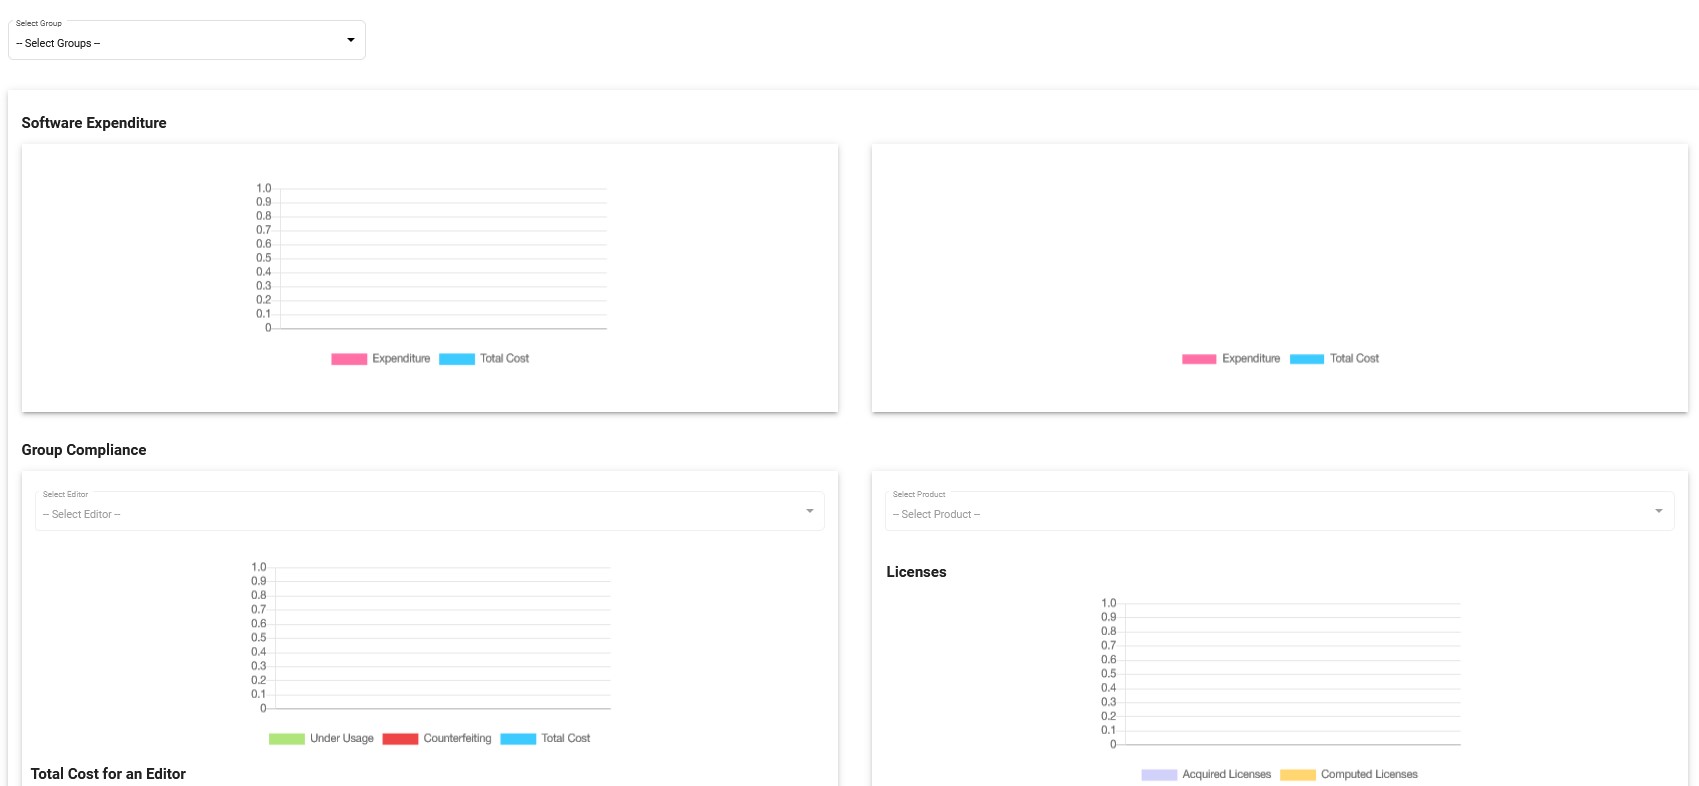 Select Group
-- Select Groups --
Software Expenditure
1.0
0.9
0.8
0.7
0.6
0.5
0.4
0.3
0.2
0.1
0
Expenditure Total Cost
Expenditure Total Cost
Group Compliance
Select Editor
-- Select Editor --
1.0
0.9
0.8
0.7
0.6
0.5
0.4
0.3
0.2
0.1
0
Under Usage Counterfeiting Total Cost
Total Cost for an Editor
Select Product
-- Select Product --
Licenses
1.0
0.9
0.8
0.7
0.6
0.5
0.4
0.3
0.2
0.1
0
Acquired Licenses Computed Licenses